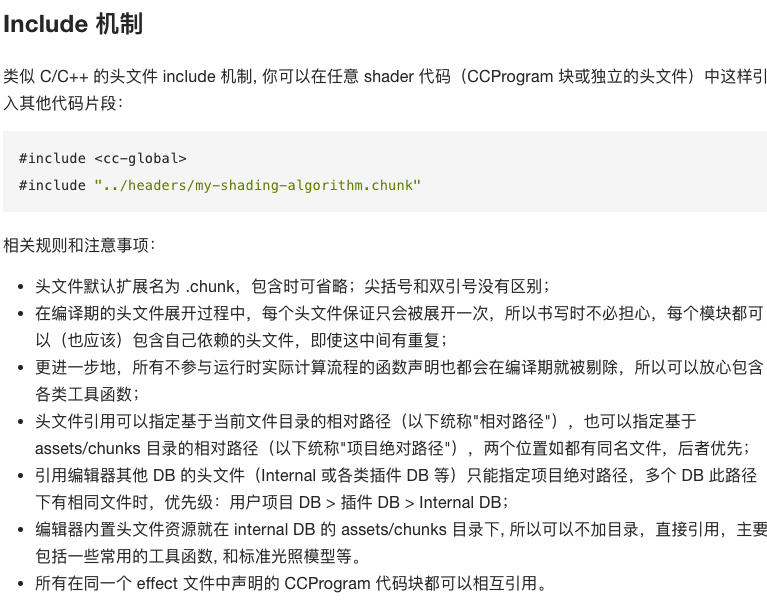 Include 机制
类似 C/C++ 的头文件 include 机制, 你可以在任意 shader 代码（CCProgram 块或独立的头文件）中这样引
入其他代码片段：
#include <cc-global>
#include "../headers/my-shading-algorithm.chunk"
相关规则和注意事项：
• 头文件默认扩展名为 .chunk，包含时可省略；尖括号和双引号没有区别；
• 在编译期的头文件展开过程中，每个头文件保证只会被展开一次，所以书写时不必担心，每个模块都可
以（也应该）包含自己依赖的头文件，即使这中间有重复；
• 更进一步地，所有不参与运行时实际计算流程的函数声明也都会在编译期就被剔除，所以可以放心包含
各类工具函数；
• 头文件引用可以指定基于当前文件目录的相对路径（以下统称"相对路径"），也可以指定基于
assets/chunks 目录的相对路径（以下统称"项目绝对路径"），两个位置如都有同名文件，后者优先；
• 引用编辑器其他 DB 的头文件（Internal 或各类插件 DB 等）只能指定项目绝对路径，多个 DB 此路径
下有相同文件时，优先级：用户项目 DB > 插件 DB > Internal DB；
• 编辑器内置头文件资源就在 internal DB 的 assets/chunks 目录下, 所以可以不加目录，直接引用，主要
包括一些常用的工具函数, 和标准光照模型等。
• 所有在同一个 effect 文件中声明的 CCProgram 代码块都可以相互引用。